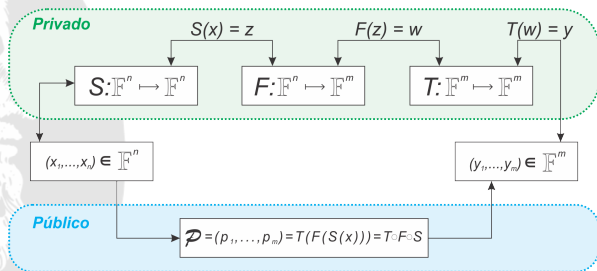 Privado
S(x) = z
F(z) = w
T(w) = y
S:𝔽ⁿ ⟼ 𝔽ⁿ
F:𝔽ⁿ ⟼ 𝔽ᵐ
T:𝔽ᵐ ⟼ 𝔽ᵐ
(x₁,...,xₙ) ∈ 𝔽ⁿ
(y₁,...,yₘ) ∈ 𝔽ᵐ
Público
𝒫=(p₁,...,pₘ)=T(F(S(x)))=T○F○S